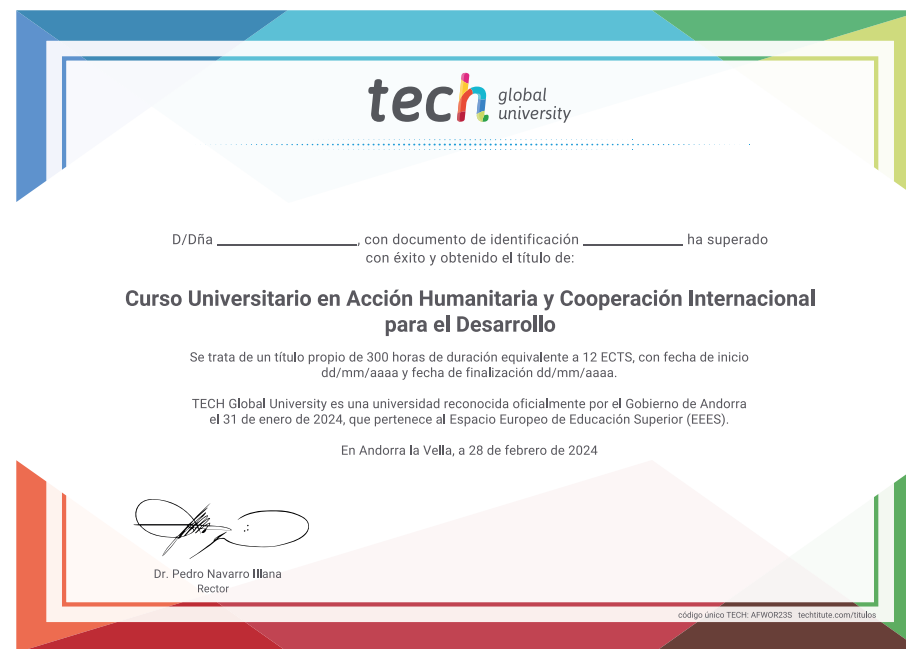 tech global university
D/Dña ____________________, con documento de identificación ______________ ha superado
con éxito y obtenido el título de:
Curso Universitario en Acción Humanitaria y Cooperación Internacional
para el Desarrollo
Se trata de un título propio de 300 horas de duración equivalente a 12 ECTS, con fecha de inicio
dd/mm/aaaa y fecha de finalización dd/mm/aaaa.
TECH Global University es una universidad reconocida oficialmente por el Gobierno de Andorra
el 31 de enero de 2024, que pertenece al Espacio Europeo de Educación Superior (EEES).
En Andorra la Vella, a 28 de febrero de 2024
Dr. Pedro Navarro Illana
Rector
código único TECH: AFWOR23S techtitute.com/titulos